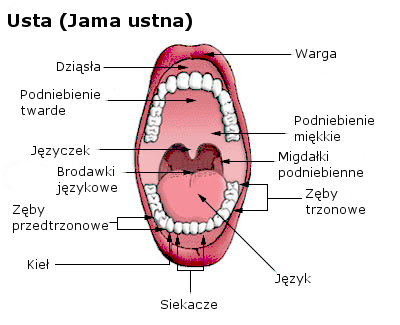 Usta (Jama ustna)
Warga
Dziąsła
Podniebienie
twarde
Podniebienie
miękkie
Języczek
Migdałki
podniebienne
Brodawki
językowe
Zęby
trzonowe
Zęby
przedtrzonowe
Kieł
Język
Siekacze